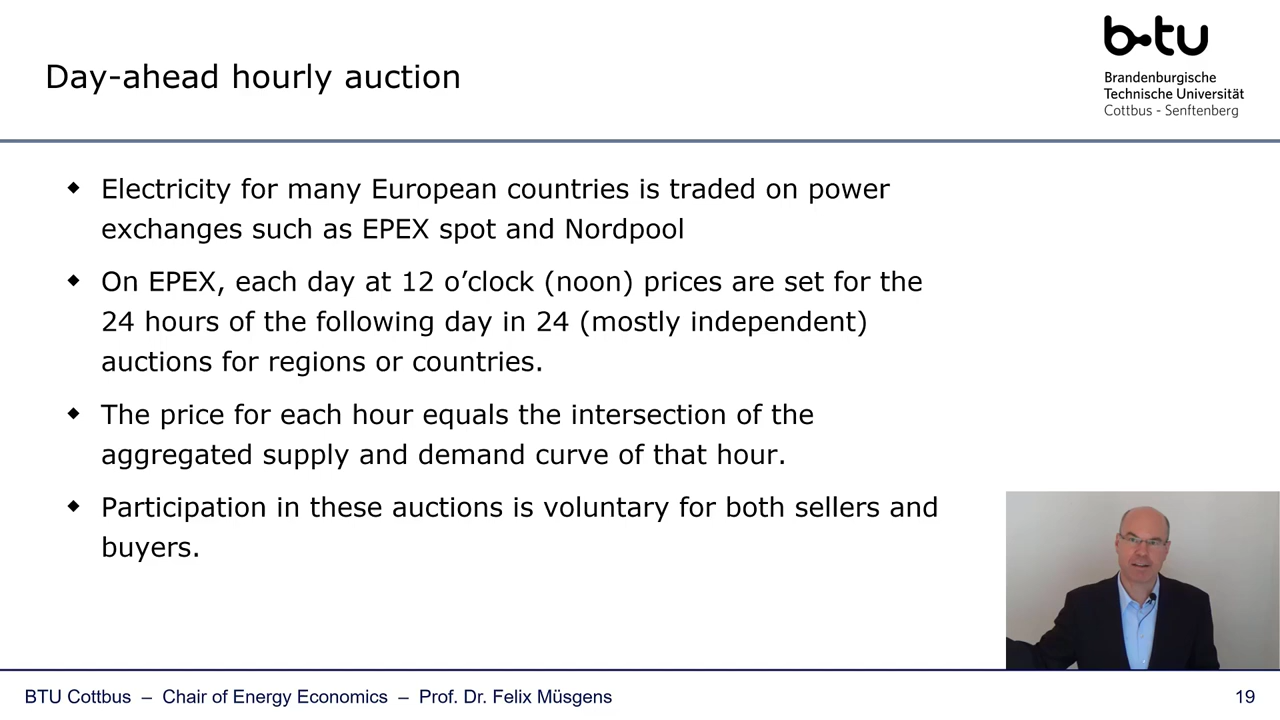 Day-ahead hourly auction
b-tu
Brandenburgische
Technische Universität
Cottbus - Senftenberg
Electricity for many European countries is traded on power
exchanges such as EPEX spot and Nordpool
On EPEX, each day at 12 o’clock (noon) prices are set for the
24 hours of the following day in 24 (mostly independent)
auctions for regions or countries.
The price for each hour equals the intersection of the
aggregated supply and demand curve of that hour.
Participation in these auctions is voluntary for both sellers and
buyers.
BTU Cottbus – Chair of Energy Economics – Prof. Dr. Felix Müsgens
19